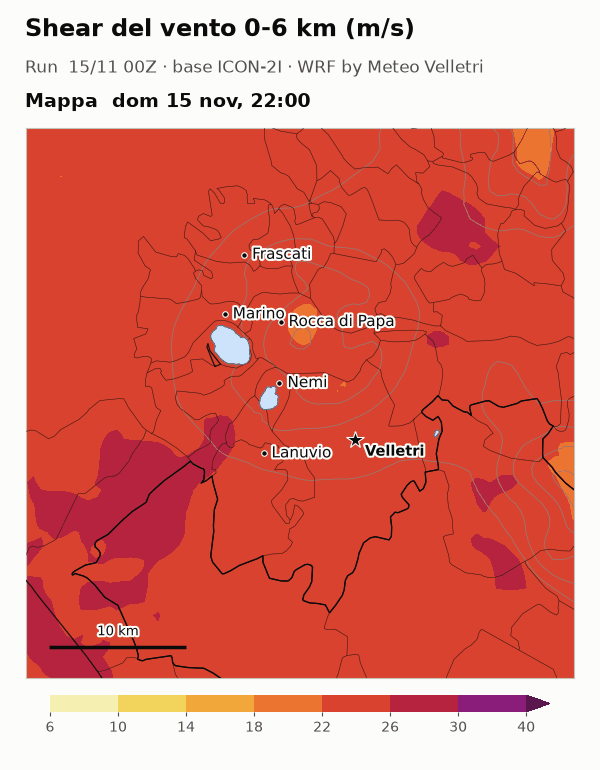 Shear del vento 0-6 km (m/s)
Run  15/11 00Z · base ICON-2I · WRF by Meteo Velletri
Mappa  dom 15 nov, 22:00
Frascati
Marino
Rocca di Papa
Nemi
Velletri
Lanuvio
10 km
6 10 14 18 22 26 30 40